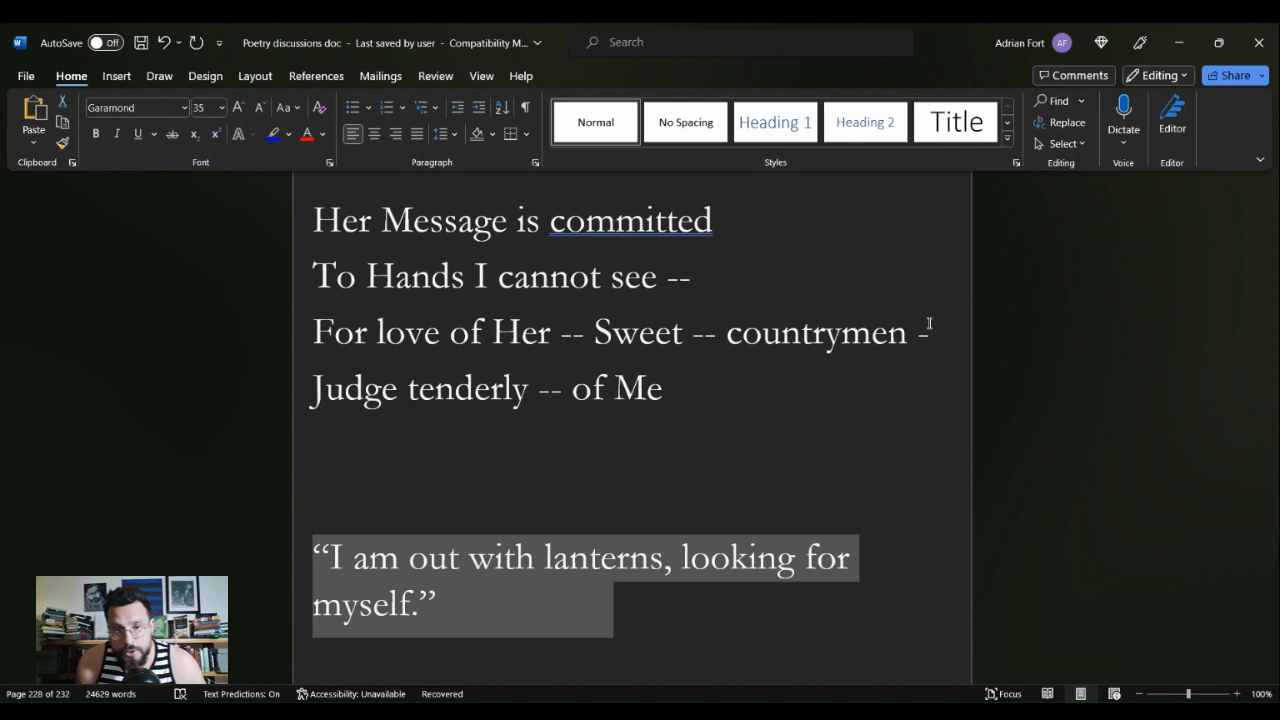 AutoSave Off Poetry discussions doc - Last saved by user - Compatibility M... Search Adrian Fort AF
File Home Insert Draw Design Layout References Mailings Review View Help Comments Editing Share
Garamond 35 Aa
Paste B I U ab x₂ x² A A A
Normal No Spacing Heading 1 Heading 2 Title
Find Replace Select Dictate Editor
Clipboard Font Paragraph Styles Editing Voice Editor
Her Message is committed
To Hands I cannot see --
For love of Her -- Sweet -- countrymen -
Judge tenderly -- of Me
“I am out with lanterns, looking for
myself.”
Page 228 of 232 24629 words Text Predictions: On Accessibility: Unavailable Recovered Focus 100%